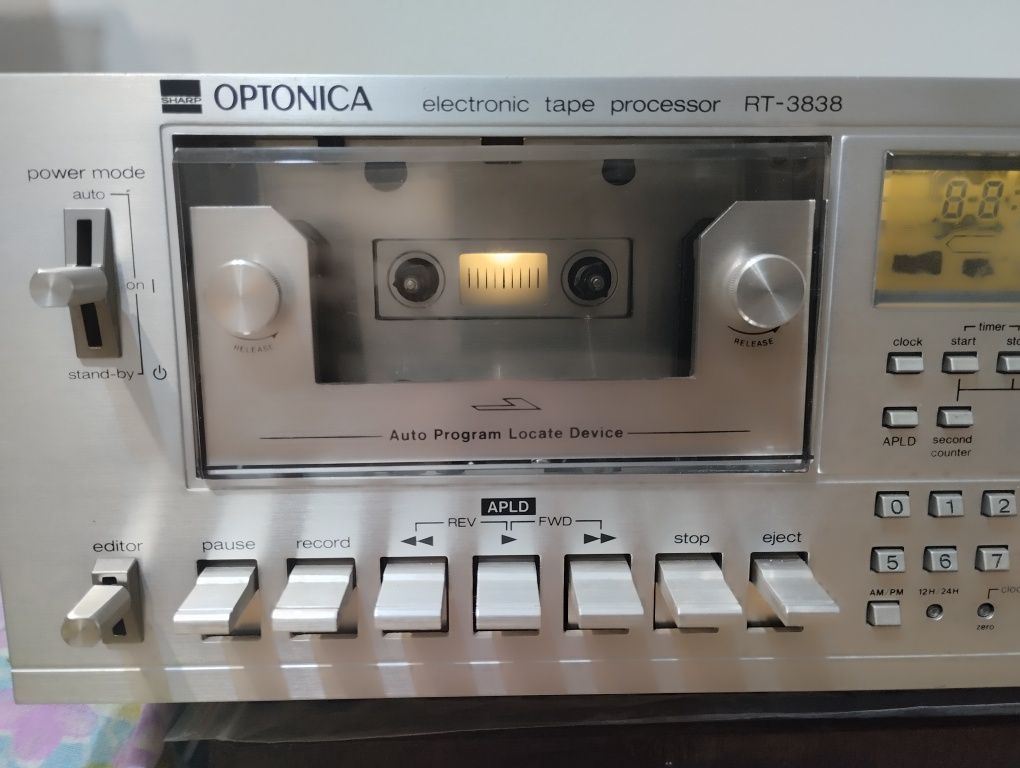 SHARP OPTONICA electronic tape processor RT-3838
power mode
auto
on
stand-by
RELEASE
RELEASE
Auto Program Locate Device
8-8:
clock
timer
start
APLD
second
counter
APLD
REV FWD
editor
pause
record
stop
eject
0 1 2
5 6 7
AM/PM 12H 24H
zero